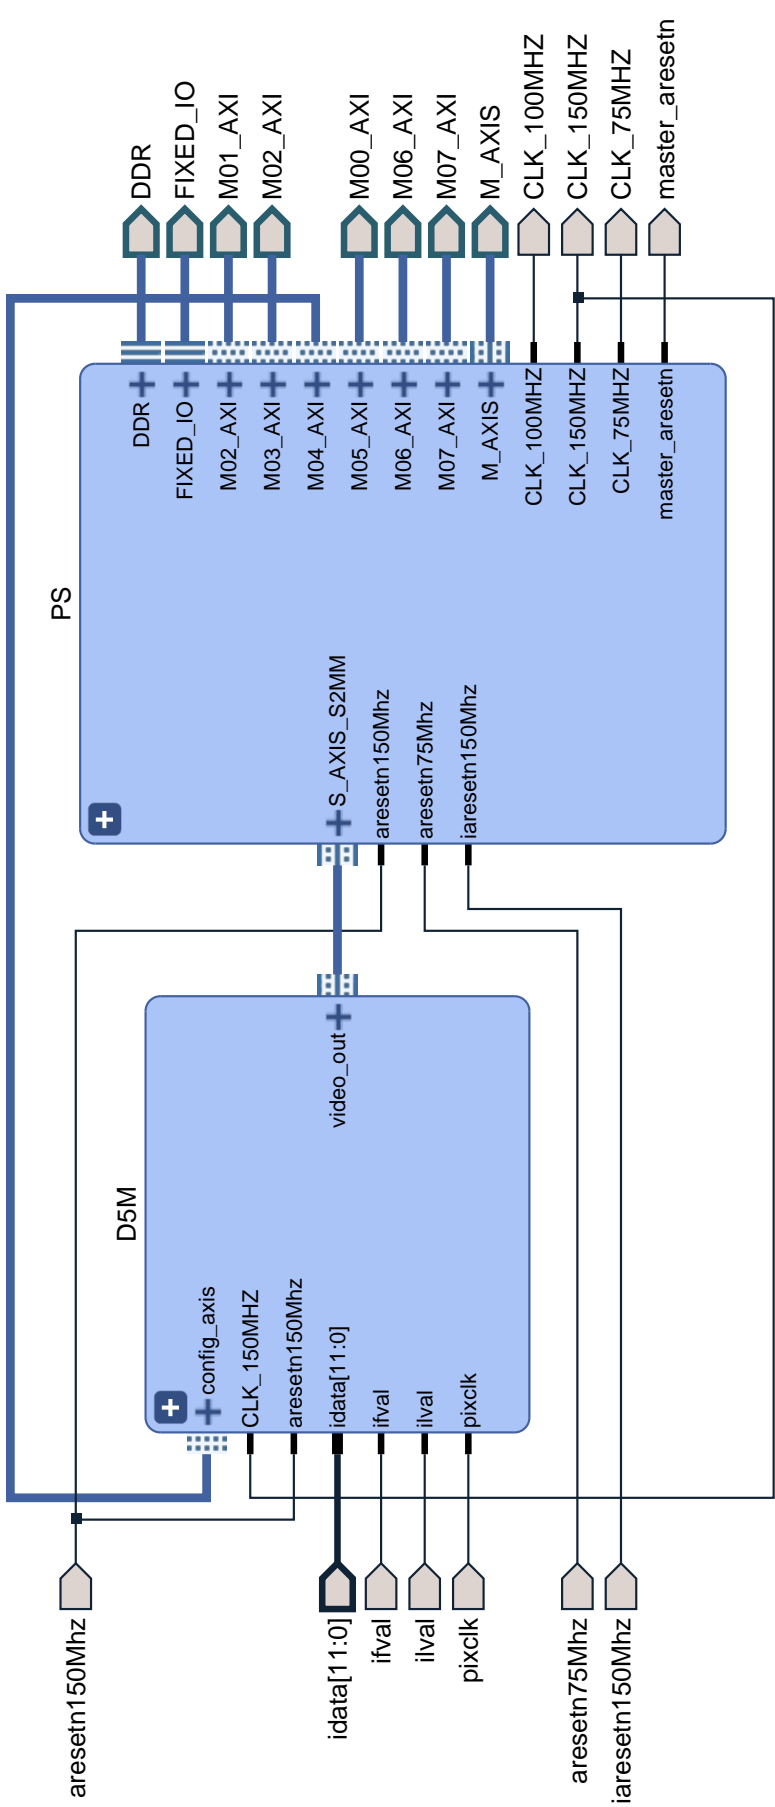 aresetn150Mhz
idata[11:0]
ifval
ilval
pixclk
aresetn75Mhz
iaresetn150Mhz
D5M
config_axis
CLK_150MHZ
aresetn150Mhz
idata[11:0]
ifval
ilval
pixclk
video_out
PS
S_AXIS_S2MM
aresetn150Mhz
aresetn75Mhz
iaresetn150Mhz
DDR
FIXED_IO
M02_AXI
M03_AXI
M04_AXI
M05_AXI
M06_AXI
M07_AXI
M_AXIS
CLK_100MHZ
CLK_150MHZ
CLK_75MHZ
master_aresetn
DDR
FIXED_IO
M01_AXI
M02_AXI
M00_AXI
M06_AXI
M07_AXI
M_AXIS
CLK_100MHZ
CLK_150MHZ
CLK_75MHZ
master_aresetn